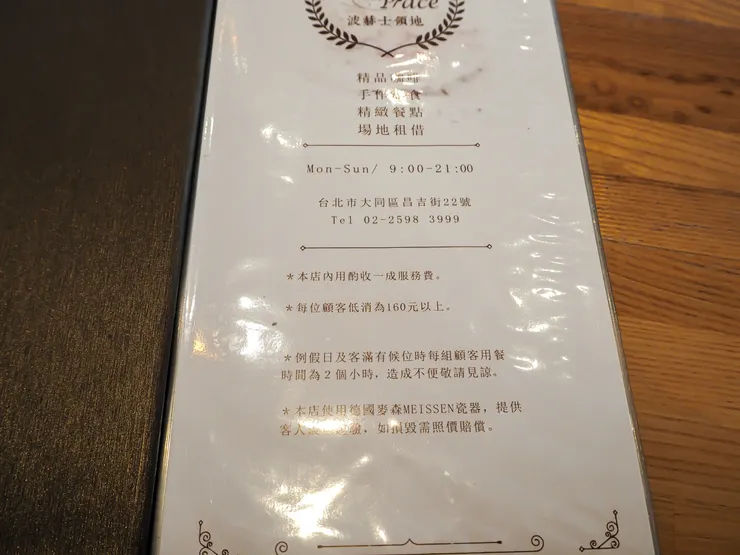 Place
波赫士領地
精品咖啡
手作
精緻餐點
場地租借
Mon-Sun/ 9:00-21:00
台北市大同區昌吉街22號
Tel 02-2598 3999
＊本店內用酌收一成服務費。
＊每位顧客低消為160元以上。
＊例假日及客滿有候位時每組顧客用餐
時間為２個小時，造成不便敬請見諒。
＊本店使用德國麥森MEISSEN瓷器，提供
客人，如損毀需照價賠償。